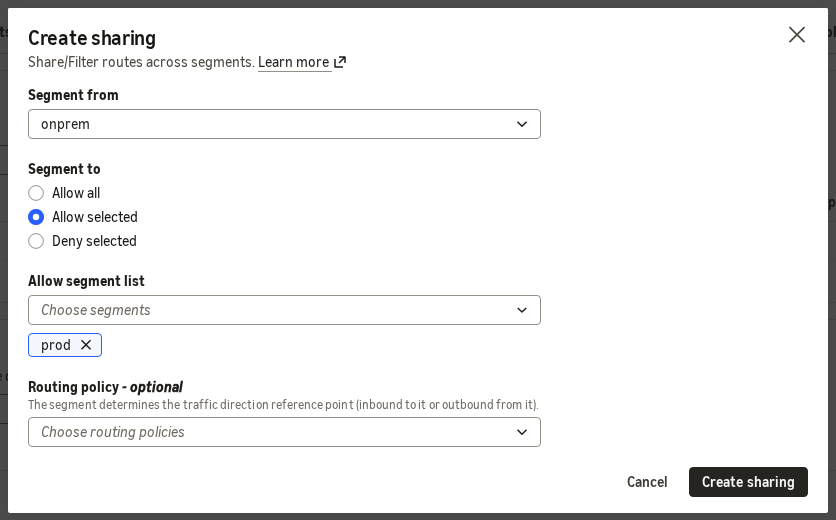 Create sharing
Share/Filter routes across segments. Learn more
Segment from
onprem
Segment to
Allow all
Allow selected
Deny selected
Allow segment list
Choose segments
prod
Routing policy - optional
The segment determines the traffic direction reference point (inbound to it or outbound from it).
Choose routing policies
Cancel
Create sharing